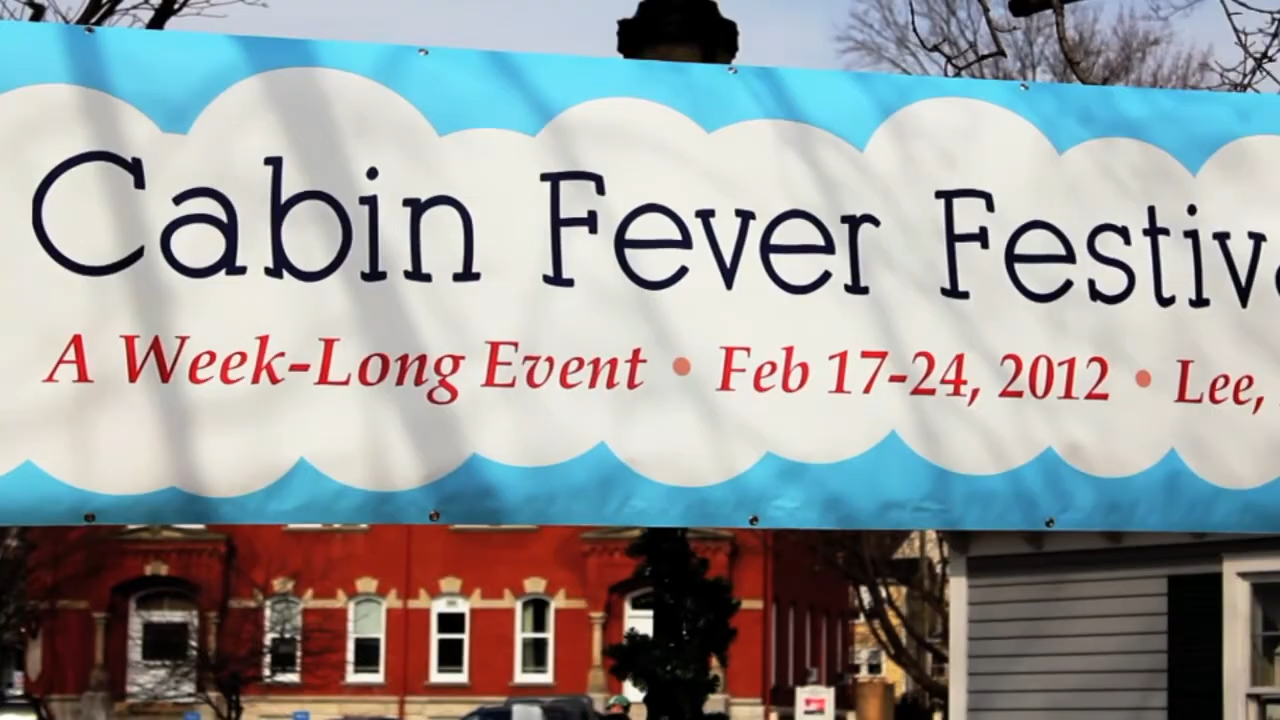 Cabin Fever Festiv
A Week-Long Event • Feb 17-24, 2012 • Lee,